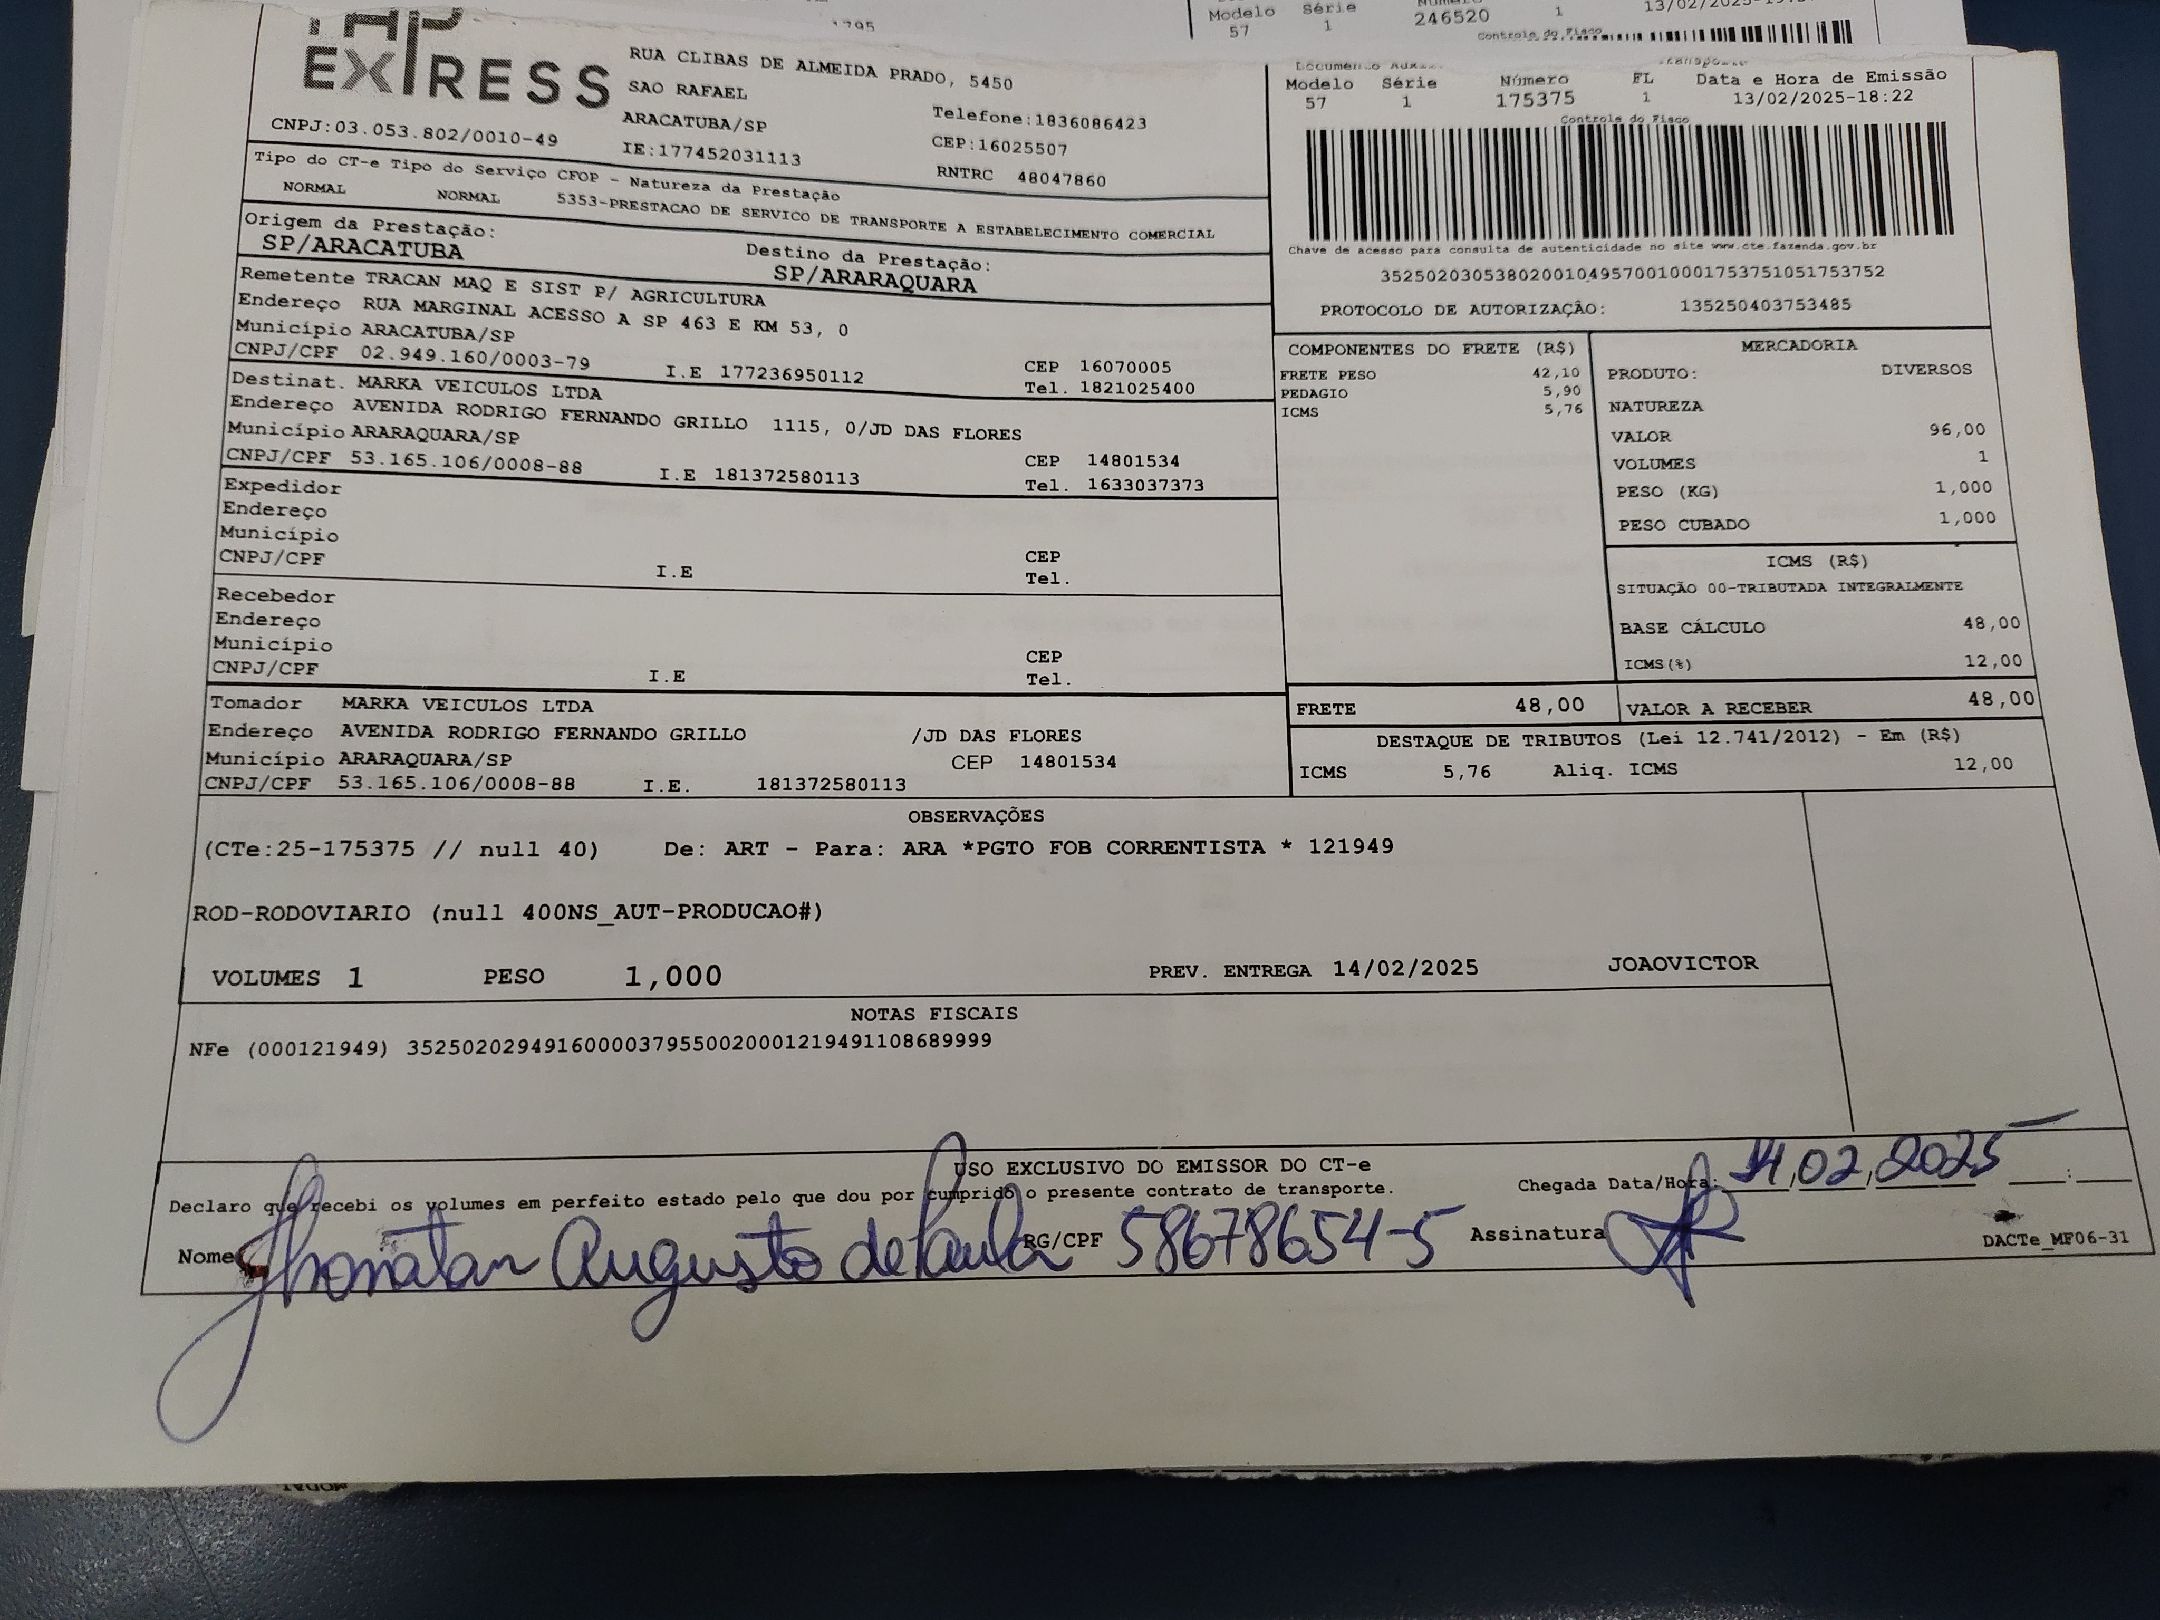 1795
Modelo Série Número 1 13/02/2025
57 1 246520
Controle do Fisco
EXPRESS
RUA CLIBAS DE ALMEIDA PRADO, 5450
SAO RAFAEL
ARACATUBA/SP Telefone:1836086423
CNPJ:03.053.802/0010-49 IE:177452031113 CEP:16025507
RNTRC 48047860
Modelo Série Número FL Data e Hora de Emissão
57 1 175375 1 13/02/2025-18:22
Controle do Fisco
Chave de acesso para consulta de autenticidade no site www.cte.fazenda.gov.br
35250203053802001049570010001753751051753752
PROTOCOLO DE AUTORIZAÇÃO: 135250403753485
Tipo do CT-e Tipo do Serviço CFOP - Natureza da Prestação
NORMAL NORMAL 5353-PRESTACAO DE SERVICO DE TRANSPORTE A ESTABELECIMENTO COMERCIAL
Origem da Prestação: Destino da Prestação:
SP/ARACATUBA SP/ARARAQUARA
Remetente TRACAN MAQ E SIST P/ AGRICULTURA
Endereço RUA MARGINAL ACESSO A SP 463 E KM 53, 0
Município ARACATUBA/SP CEP 16070005
CNPJ/CPF 02.949.160/0003-79 I.E 177236950112 Tel. 1821025400
Destinat. MARKA VEICULOS LTDA
Endereço AVENIDA RODRIGO FERNANDO GRILLO 1115, 0/JD DAS FLORES
Município ARARAQUARA/SP CEP 14801534
CNPJ/CPF 53.165.106/0008-88 I.E 181372580113 Tel. 1633037373
Expedidor
Endereço
Município CEP
CNPJ/CPF I.E Tel.
Recebedor
Endereço
Município CEP
CNPJ/CPF I.E Tel.
Tomador MARKA VEICULOS LTDA
Endereço AVENIDA RODRIGO FERNANDO GRILLO /JD DAS FLORES
Município ARARAQUARA/SP CEP 14801534
CNPJ/CPF 53.165.106/0008-88 I.E. 181372580113
COMPONENTES DO FRETE (R$)
FRETE PESO 42,10
PEDAGIO 5,90
ICMS 5,76
MERCADORIA
PRODUTO: DIVERSOS
NATUREZA
VALOR 96,00
VOLUMES 1
PESO (KG) 1,000
PESO CUBADO 1,000
ICMS (R$)
SITUAÇÃO 00-TRIBUTADA INTEGRALMENTE
BASE CÁLCULO 48,00
ICMS(%) 12,00
FRETE 48,00 VALOR A RECEBER 48,00
DESTAQUE DE TRIBUTOS (Lei 12.741/2012) - Em (R$)
ICMS 5,76 Aliq. ICMS 12,00
OBSERVAÇÕES
(CTe:25-175375 // null 40) De: ART - Para: ARA *PGTO FOB CORRENTISTA * 121949
ROD-RODOVIARIO (null 400NS_AUT-PRODUCAO#)
VOLUMES 1 PESO 1,000 PREV. ENTREGA 14/02/2025 JOAOVICTOR
NOTAS FISCAIS
NFe (000121949) 35250202949160000379550020001219491108689999
USO EXCLUSIVO DO EMISSOR DO CT-e
Declaro que recebi os volumes em perfeito estado pelo que dou por cumprido o presente contrato de transporte. Chegada Data/Hora: 14,02,2025 :
Nome Jhonatan Augusto de Paula RG/CPF 58678654-5 Assinatura
DACTe_MF06-31